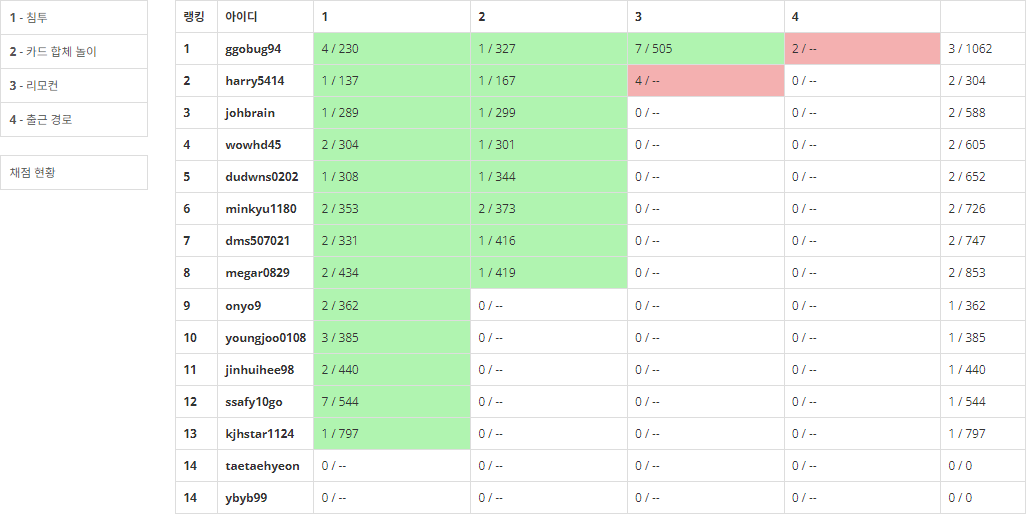 1 - 침투
2 - 카드 합체 놀이
3 - 리모컨
4 - 출근 경로
채점 현황
랭킹 아이디 1 2 3 4
1 ggobug94 4 / 230 1 / 327 7 / 505 2 / -- 3 / 1062
2 harry5414 1 / 137 1 / 167 4 / -- 0 / -- 2 / 304
3 johbrain 1 / 289 1 / 299 0 / -- 0 / -- 2 / 588
4 wowhd45 2 / 304 1 / 301 0 / -- 0 / -- 2 / 605
5 dudwns0202 1 / 308 1 / 344 0 / -- 0 / -- 2 / 652
6 minkyu1180 2 / 353 2 / 373 0 / -- 0 / -- 2 / 726
7 dms507021 2 / 331 1 / 416 0 / -- 0 / -- 2 / 747
8 megar0829 2 / 434 1 / 419 0 / -- 0 / -- 2 / 853
9 onyo9 2 / 362 0 / -- 0 / -- 0 / -- 1 / 362
10 youngjoo0108 3 / 385 0 / -- 0 / -- 0 / -- 1 / 385
11 jinhuihee98 2 / 440 0 / -- 0 / -- 0 / -- 1 / 440
12 ssafy10go 7 / 544 0 / -- 0 / -- 0 / -- 1 / 544
13 kjhstar1124 1 / 797 0 / -- 0 / -- 0 / -- 1 / 797
14 taetaehyeon 0 / -- 0 / -- 0 / -- 0 / -- 0 / 0
14 ybyb99 0 / -- 0 / -- 0 / -- 0 / -- 0 / 0